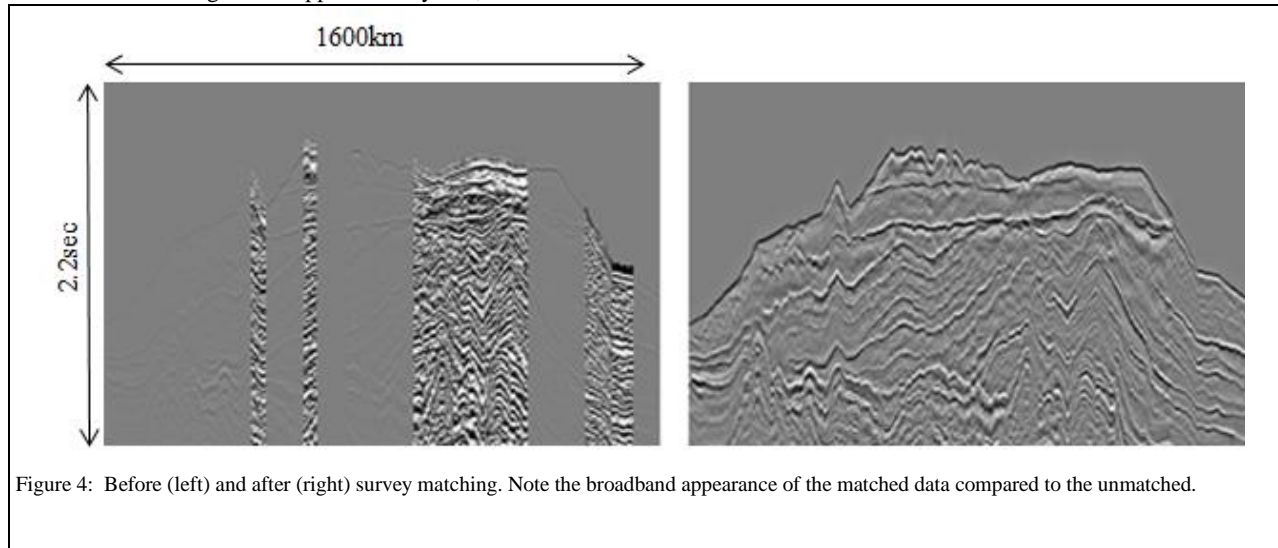 1600km
2.2sec
Figure 4: Before (left) and after (right) survey matching. Note the broadband appearance of the matched data compared to the unmatched.